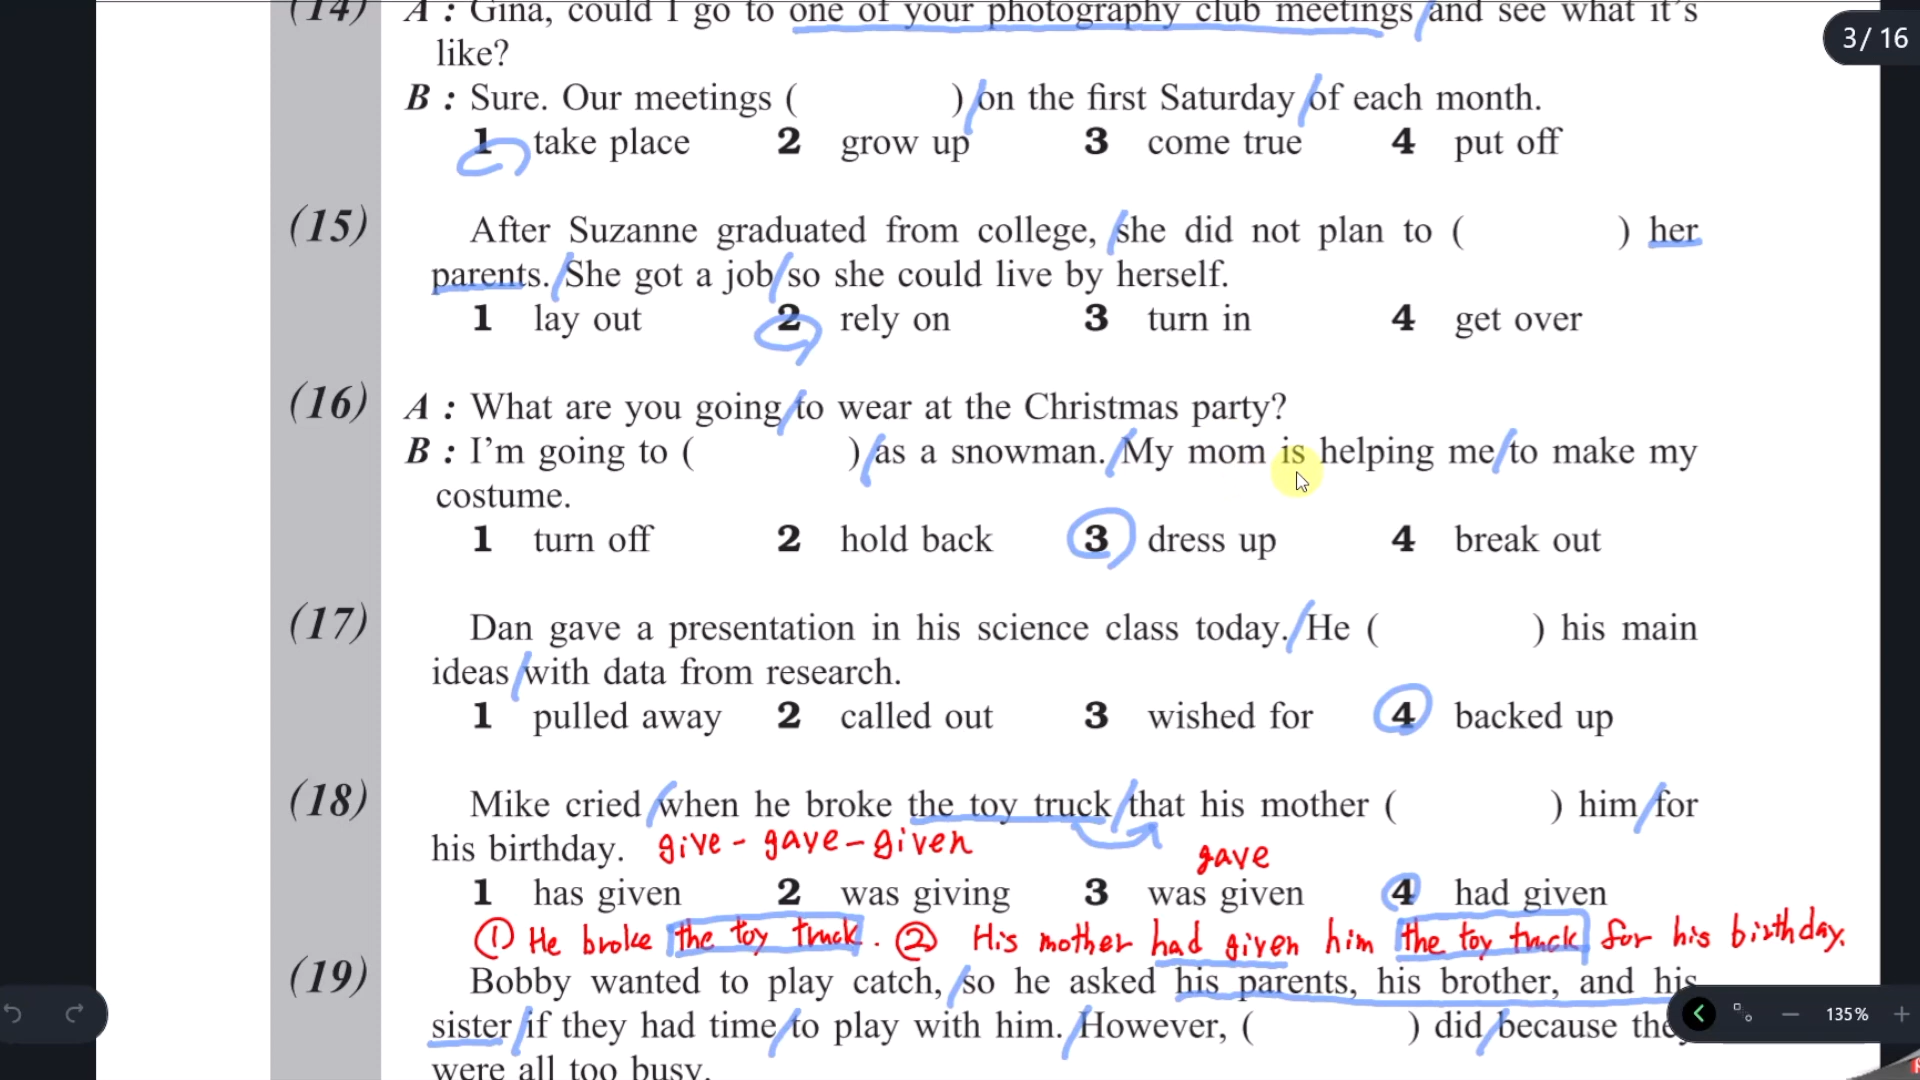 (14) A : Gina, could I go to one of your photography club meetings and see what it's
like?
B : Sure. Our meetings ( ) on the first Saturday of each month.
1 take place 2 grow up 3 come true 4 put off
(15) After Suzanne graduated from college, she did not plan to ( ) her
parents. She got a job so she could live by herself.
1 lay out 2 rely on 3 turn in 4 get over
(16) A : What are you going to wear at the Christmas party?
B : I'm going to ( ) as a snowman. My mom is helping me to make my
costume.
1 turn off 2 hold back 3 dress up 4 break out
(17) Dan gave a presentation in his science class today. He ( ) his main
ideas with data from research.
1 pulled away 2 called out 3 wished for 4 backed up
(18) Mike cried when he broke the toy truck that his mother ( ) him for
his birthday. give - gave - given
gave
1 has given 2 was giving 3 was given 4 had given
① He broke the toy truck. ② His mother had given him the toy truck for his birthday.
(19) Bobby wanted to play catch, so he asked his parents, his brother, and his
sister if they had time to play with him. However, ( ) did because they
were all too busy.
3 / 16
135%